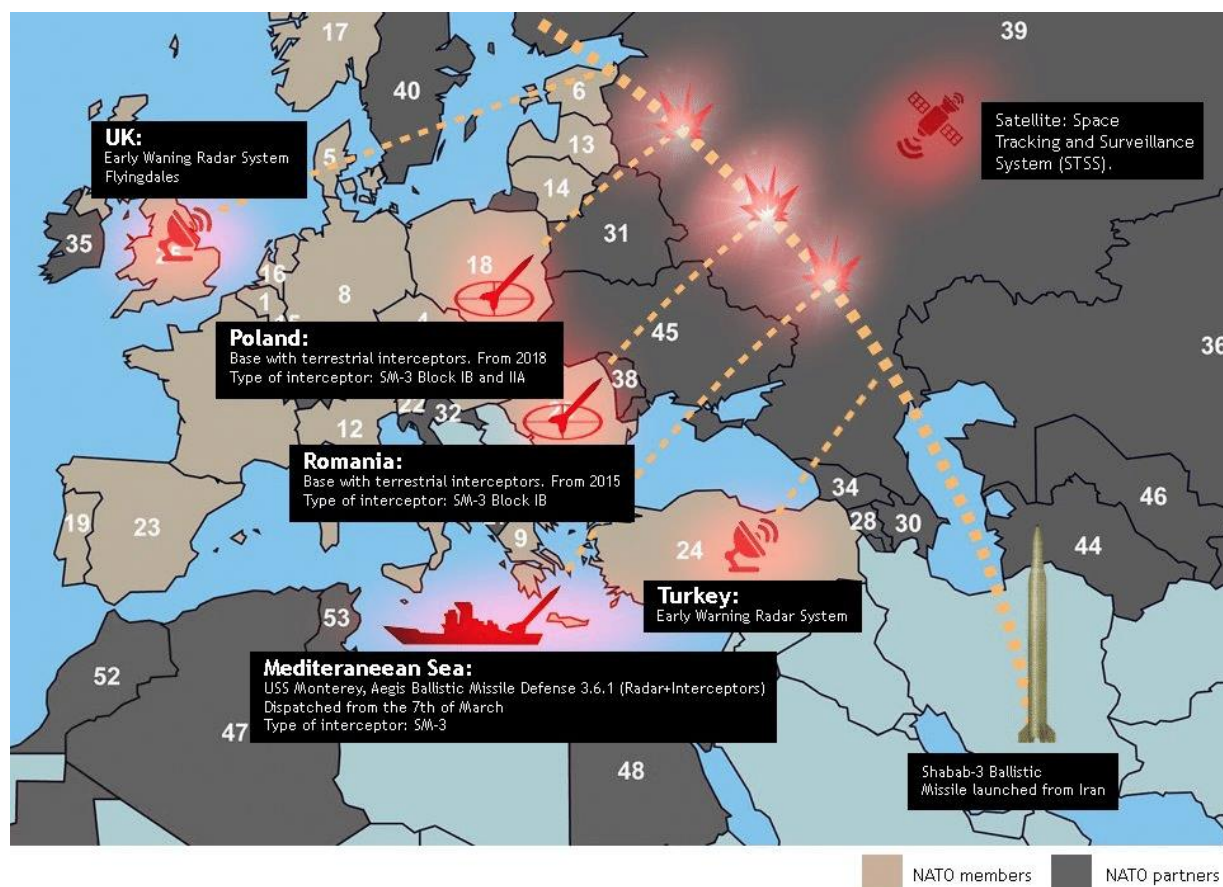 17
39
40
6
UK:
Early Waning Radar System
Flyingdales
5
13
Satellite: Space
Tracking and Surveillance
System (STSS).
14
35
25
31
16
18
1
8
4
45
36
Poland:
Base with terrestrial interceptors. From 2018
Type of interceptor: SM-3 Block IB and IIA
38
22
32
12
Romania:
Base with terrestrial interceptors. From 2015
Type of interceptor: SM-3 Block IB
34
46
19
23
9
24
28
30
44
Turkey:
Early Warning Radar System
53
Mediteraneean Sea:
USS Monterey, Aegis Ballistic Missile Defense 3.6.1 (Radar+Interceptors)
Dispatched from the 7th of March
Type of interceptor: SM-3
52
47
48
Shabab-3 Ballistic
Missile launched from Iran
NATO members
NATO partners